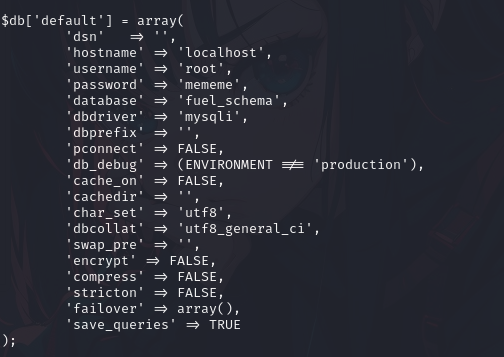 $db['default'] = array(
'dsn' => '',
'hostname' => 'localhost',
'username' => 'root',
'password' => 'mememe',
'database' => 'fuel_schema',
'dbdriver' => 'mysqli',
'dbprefix' => '',
'pconnect' => FALSE,
'db_debug' => (ENVIRONMENT !== 'production'),
'cache_on' => FALSE,
'cachedir' => '',
'char_set' => 'utf8',
'dbcollat' => 'utf8_general_ci',
'swap_pre' => '',
'encrypt' => FALSE,
'compress' => FALSE,
'stricton' => FALSE,
'failover' => array(),
'save_queries' => TRUE
);